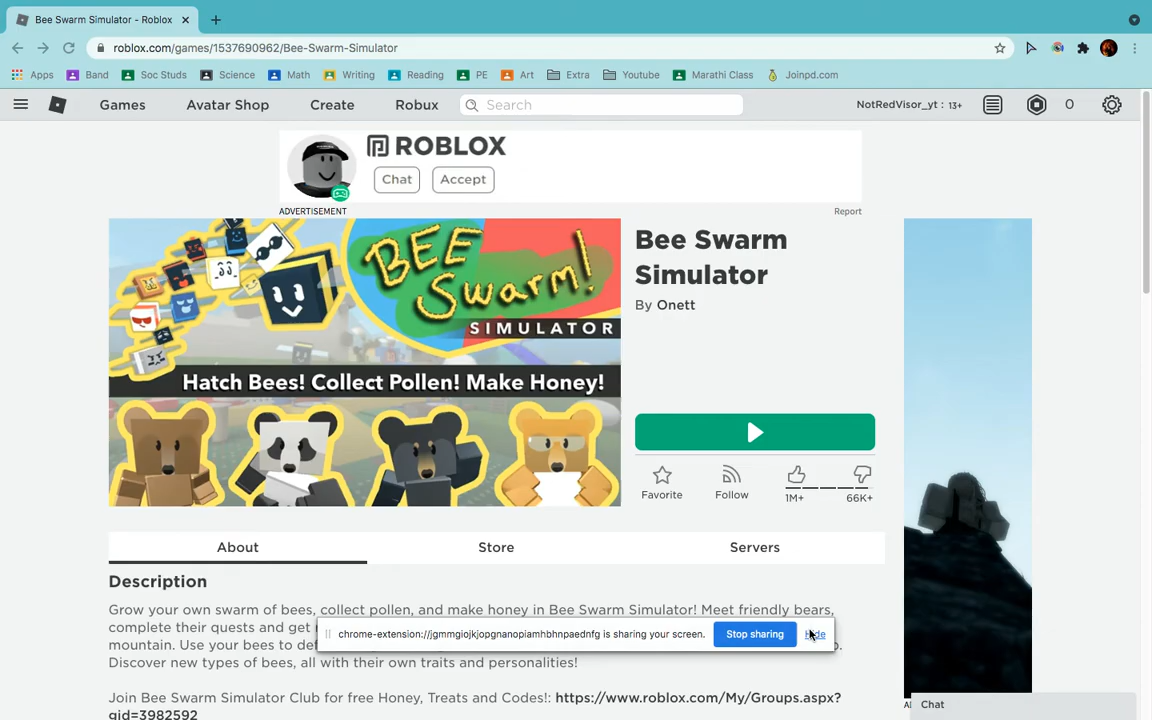 Bee Swarm Simulator - Roblox
roblox.com/games/1537690962/Bee-Swarm-Simulator
Apps Band Soc Studs Science Math Writing Reading PE Art Extra Youtube Marathi Class Joinpd.com
Games Avatar Shop Create Robux Search NotRedVisor_yt : 13+ 0
ROBLOX
Chat Accept
ADVERTISEMENT Report
BEE
Swarm!
SIMULATOR
Hatch Bees! Collect Pollen! Make Honey!
Bee Swarm
Simulator
By Onett
Favorite Follow 1M+ 66K+
About Store Servers
Description
Grow your own swarm of bees, collect pollen, and make honey in Bee Swarm Simulator! Meet friendly bears,
complete their quests and get
mountain. Use your bees to
Discover new types of bees, all with their own traits and personalities!
chrome-extension://jgmmgiojkjopgnanopiamhbhnpaednfg is sharing your screen. Stop sharing Hide
Join Bee Swarm Simulator Club for free Honey, Treats and Codes!: https://www.roblox.com/My/Groups.aspx?
gid=3982592
Chat